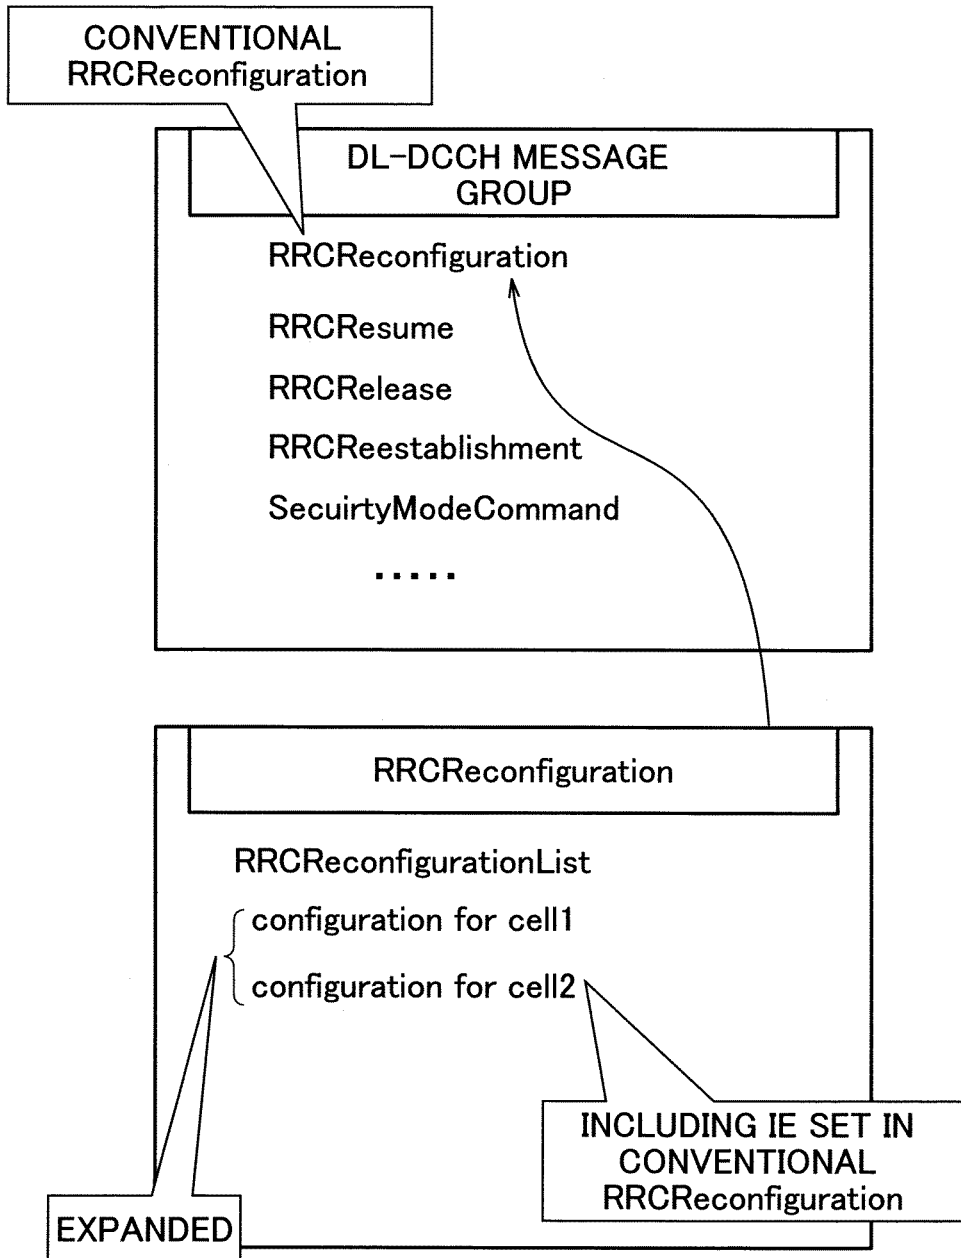 CONVENTIONAL
RRCReconfiguration
DL-DCCH MESSAGE
GROUP
RRCReconfiguration
RRCResume
RRCRelease
RRCReestablishment
SecuirtyModeCommand
.....
RRCReconfiguration
RRCReconfigurationList
configuration for cell1
configuration for cell2
INCLUDING IE SET IN
CONVENTIONAL
RRCReconfiguration
EXPANDED